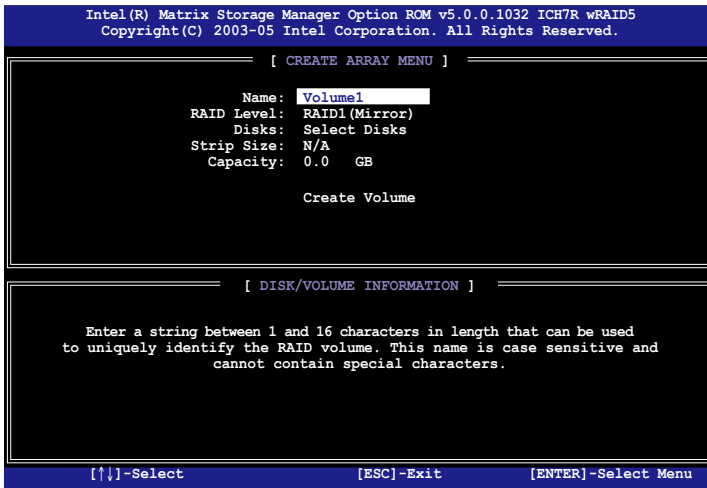 Intel(R) Matrix Storage Manager Option ROM v5.0.0.1032 ICH7R wRAID5
Copyright(C) 2003-05 Intel Corporation. All Rights Reserved.
[ CREATE ARRAY MENU ]
Name: Volume1
RAID Level: RAID1(Mirror)
Disks: Select Disks
Strip Size: N/A
Capacity: 0.0 GB
Create Volume
[ DISK/VOLUME INFORMATION ]
Enter a string between 1 and 16 characters in length that can be used
to uniquely identify the RAID volume. This name is case sensitive and
cannot contain special characters.
[↑↓]-Select [ESC]-Exit [ENTER]-Select Menu